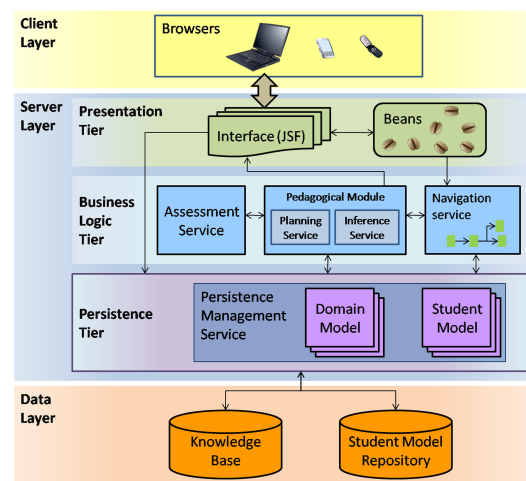 Client
Layer
Browsers
Server
Layer
Presentation
Tier
Interface (JSF)
Beans
Business
Logic
Tier
Assessment
Service
Pedagogical Module
Planning
Service
Inference
Service
Navigation
service
Persistence
Tier
Persistence
Management
Service
Domain
Model
Student
Model
Data
Layer
Knowledge
Base
Student Model
Repository